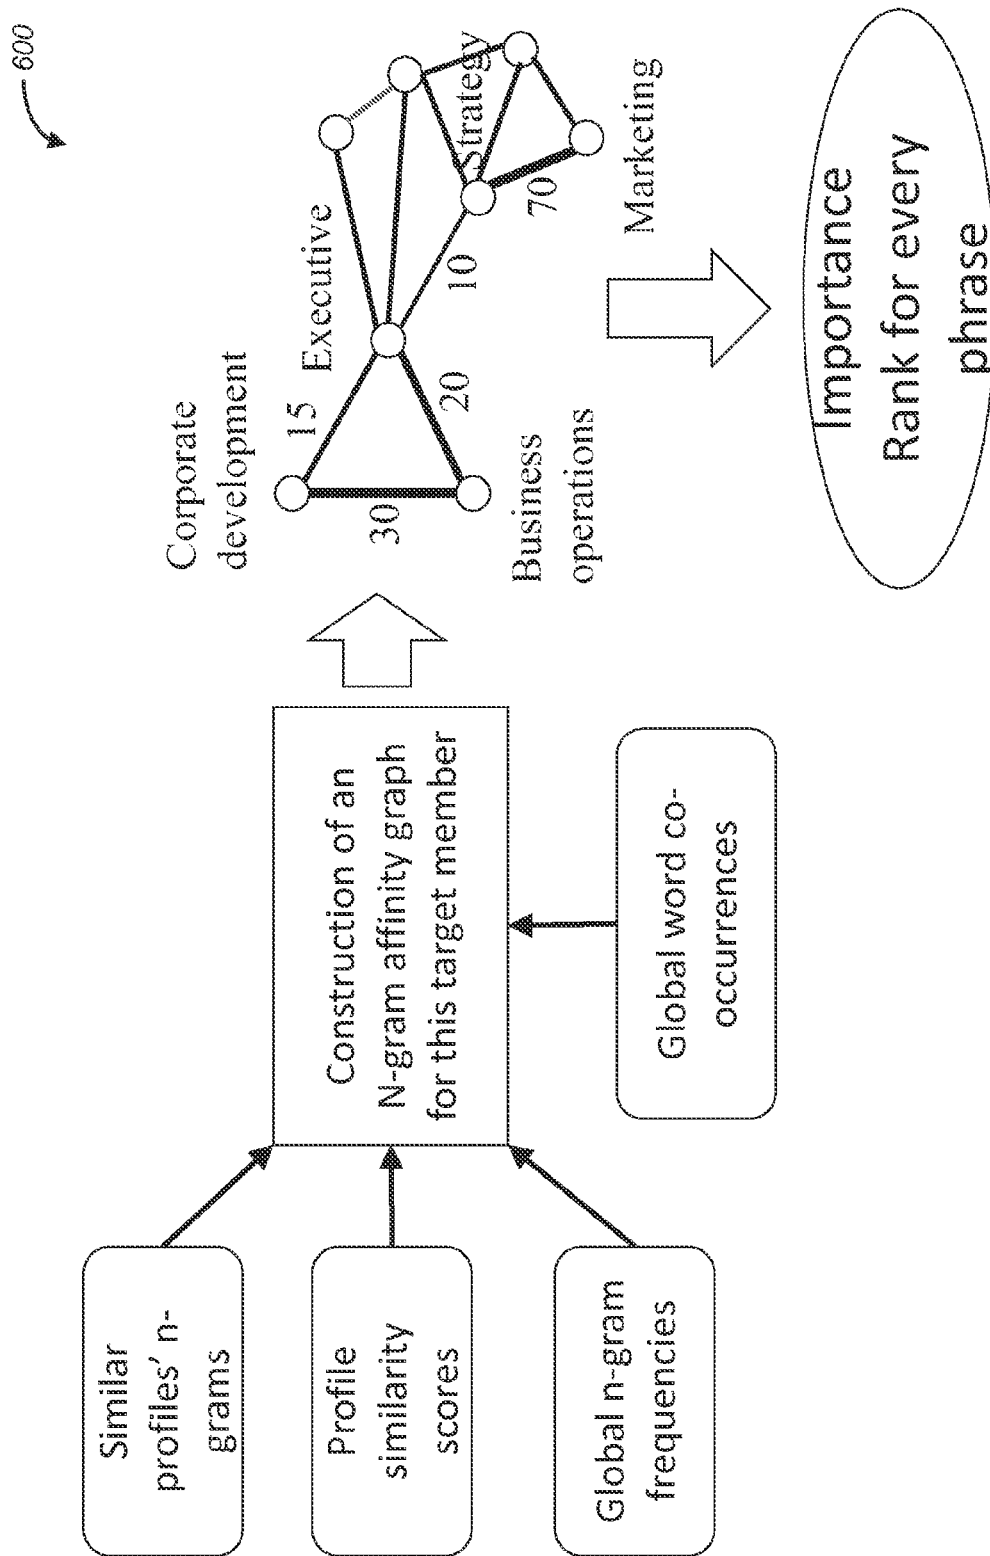 600
Similar
profiles' n-
grams
Profile
similarity
scores
Global n-gram
frequencies
Construction of an
N-gram affinity graph
for this target member
Global word co-
occurrences
Corporate
development
15
Executive
30
20
Business
operations
10
Strategy
70
Marketing
Importance
Rank for every
phrase